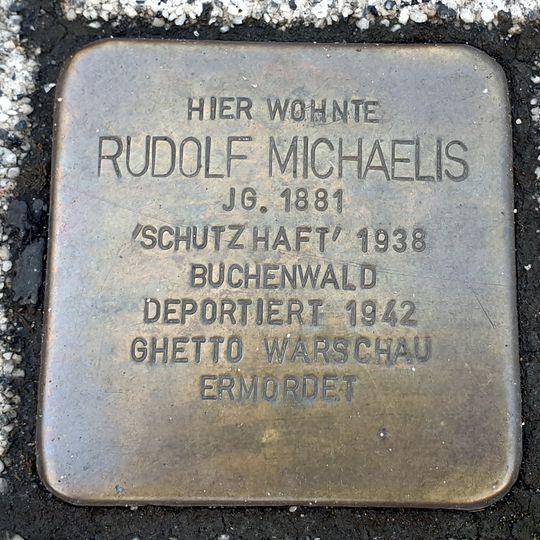 HIER WOHNTE
RUDOLF MICHAELIS
JG. 1881
'SCHUTZHAFT' 1938
BUCHENWALD
DEPORTIERT 1942
GHETTO WARSCHAU
ERMORDET